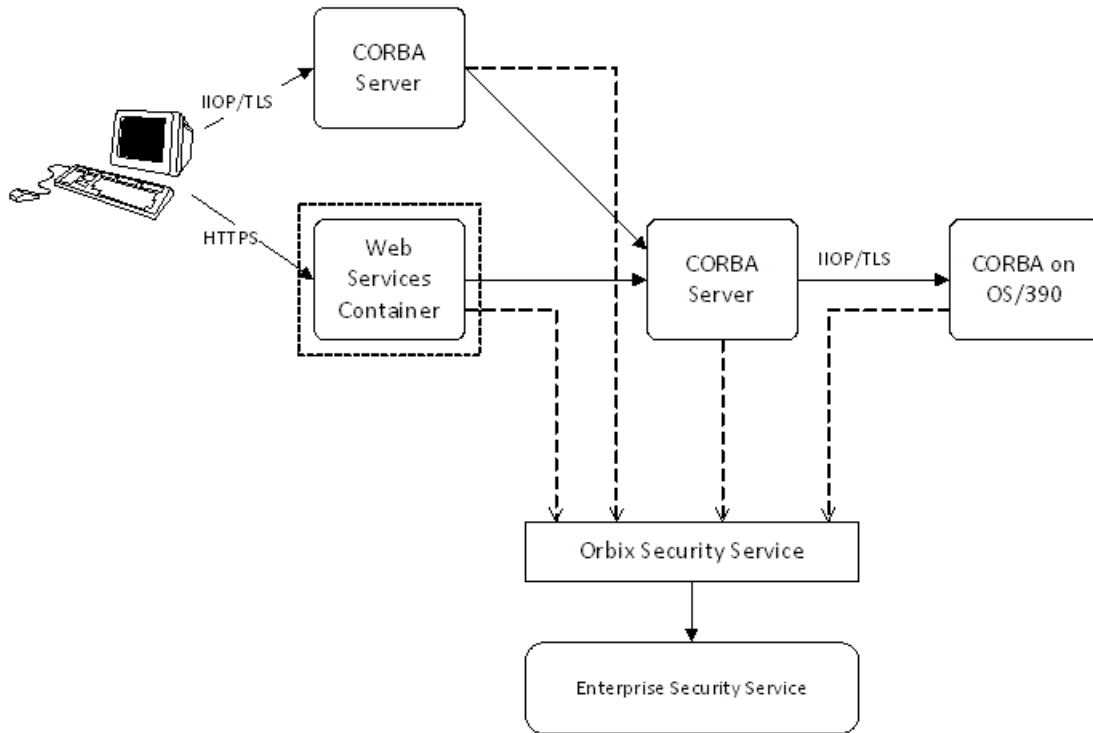 CORBA
Server
IIOP/TLS
HTTPS
Web
Services
Container
CORBA
Server
IIOP/TLS
CORBA on
OS/390
Orbix Security Service
Enterprise Security Service